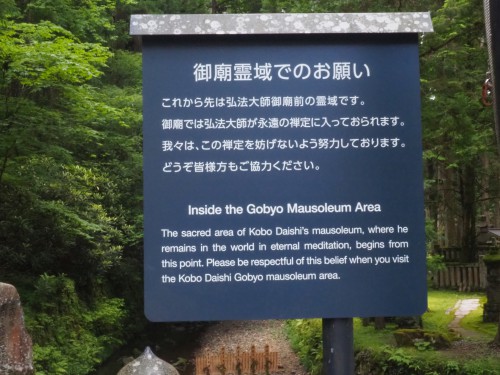 御廟霊域でのお願い
これから先は弘法大師御廟前の霊域です。
御廟では弘法大師が永遠の禅定に入っておられます。
我々は、この禅定を妨げないよう努力しております。
どうぞ皆様方もご協力ください。
Inside the Gobyo Mausoleum Area
The sacred area of Kobo Daishi's mausoleum, where he
remains in the world in eternal meditation, begins from
this point. Please be respectful of this belief when you visit
the Kobo Daishi Gobyo mausoleum area.